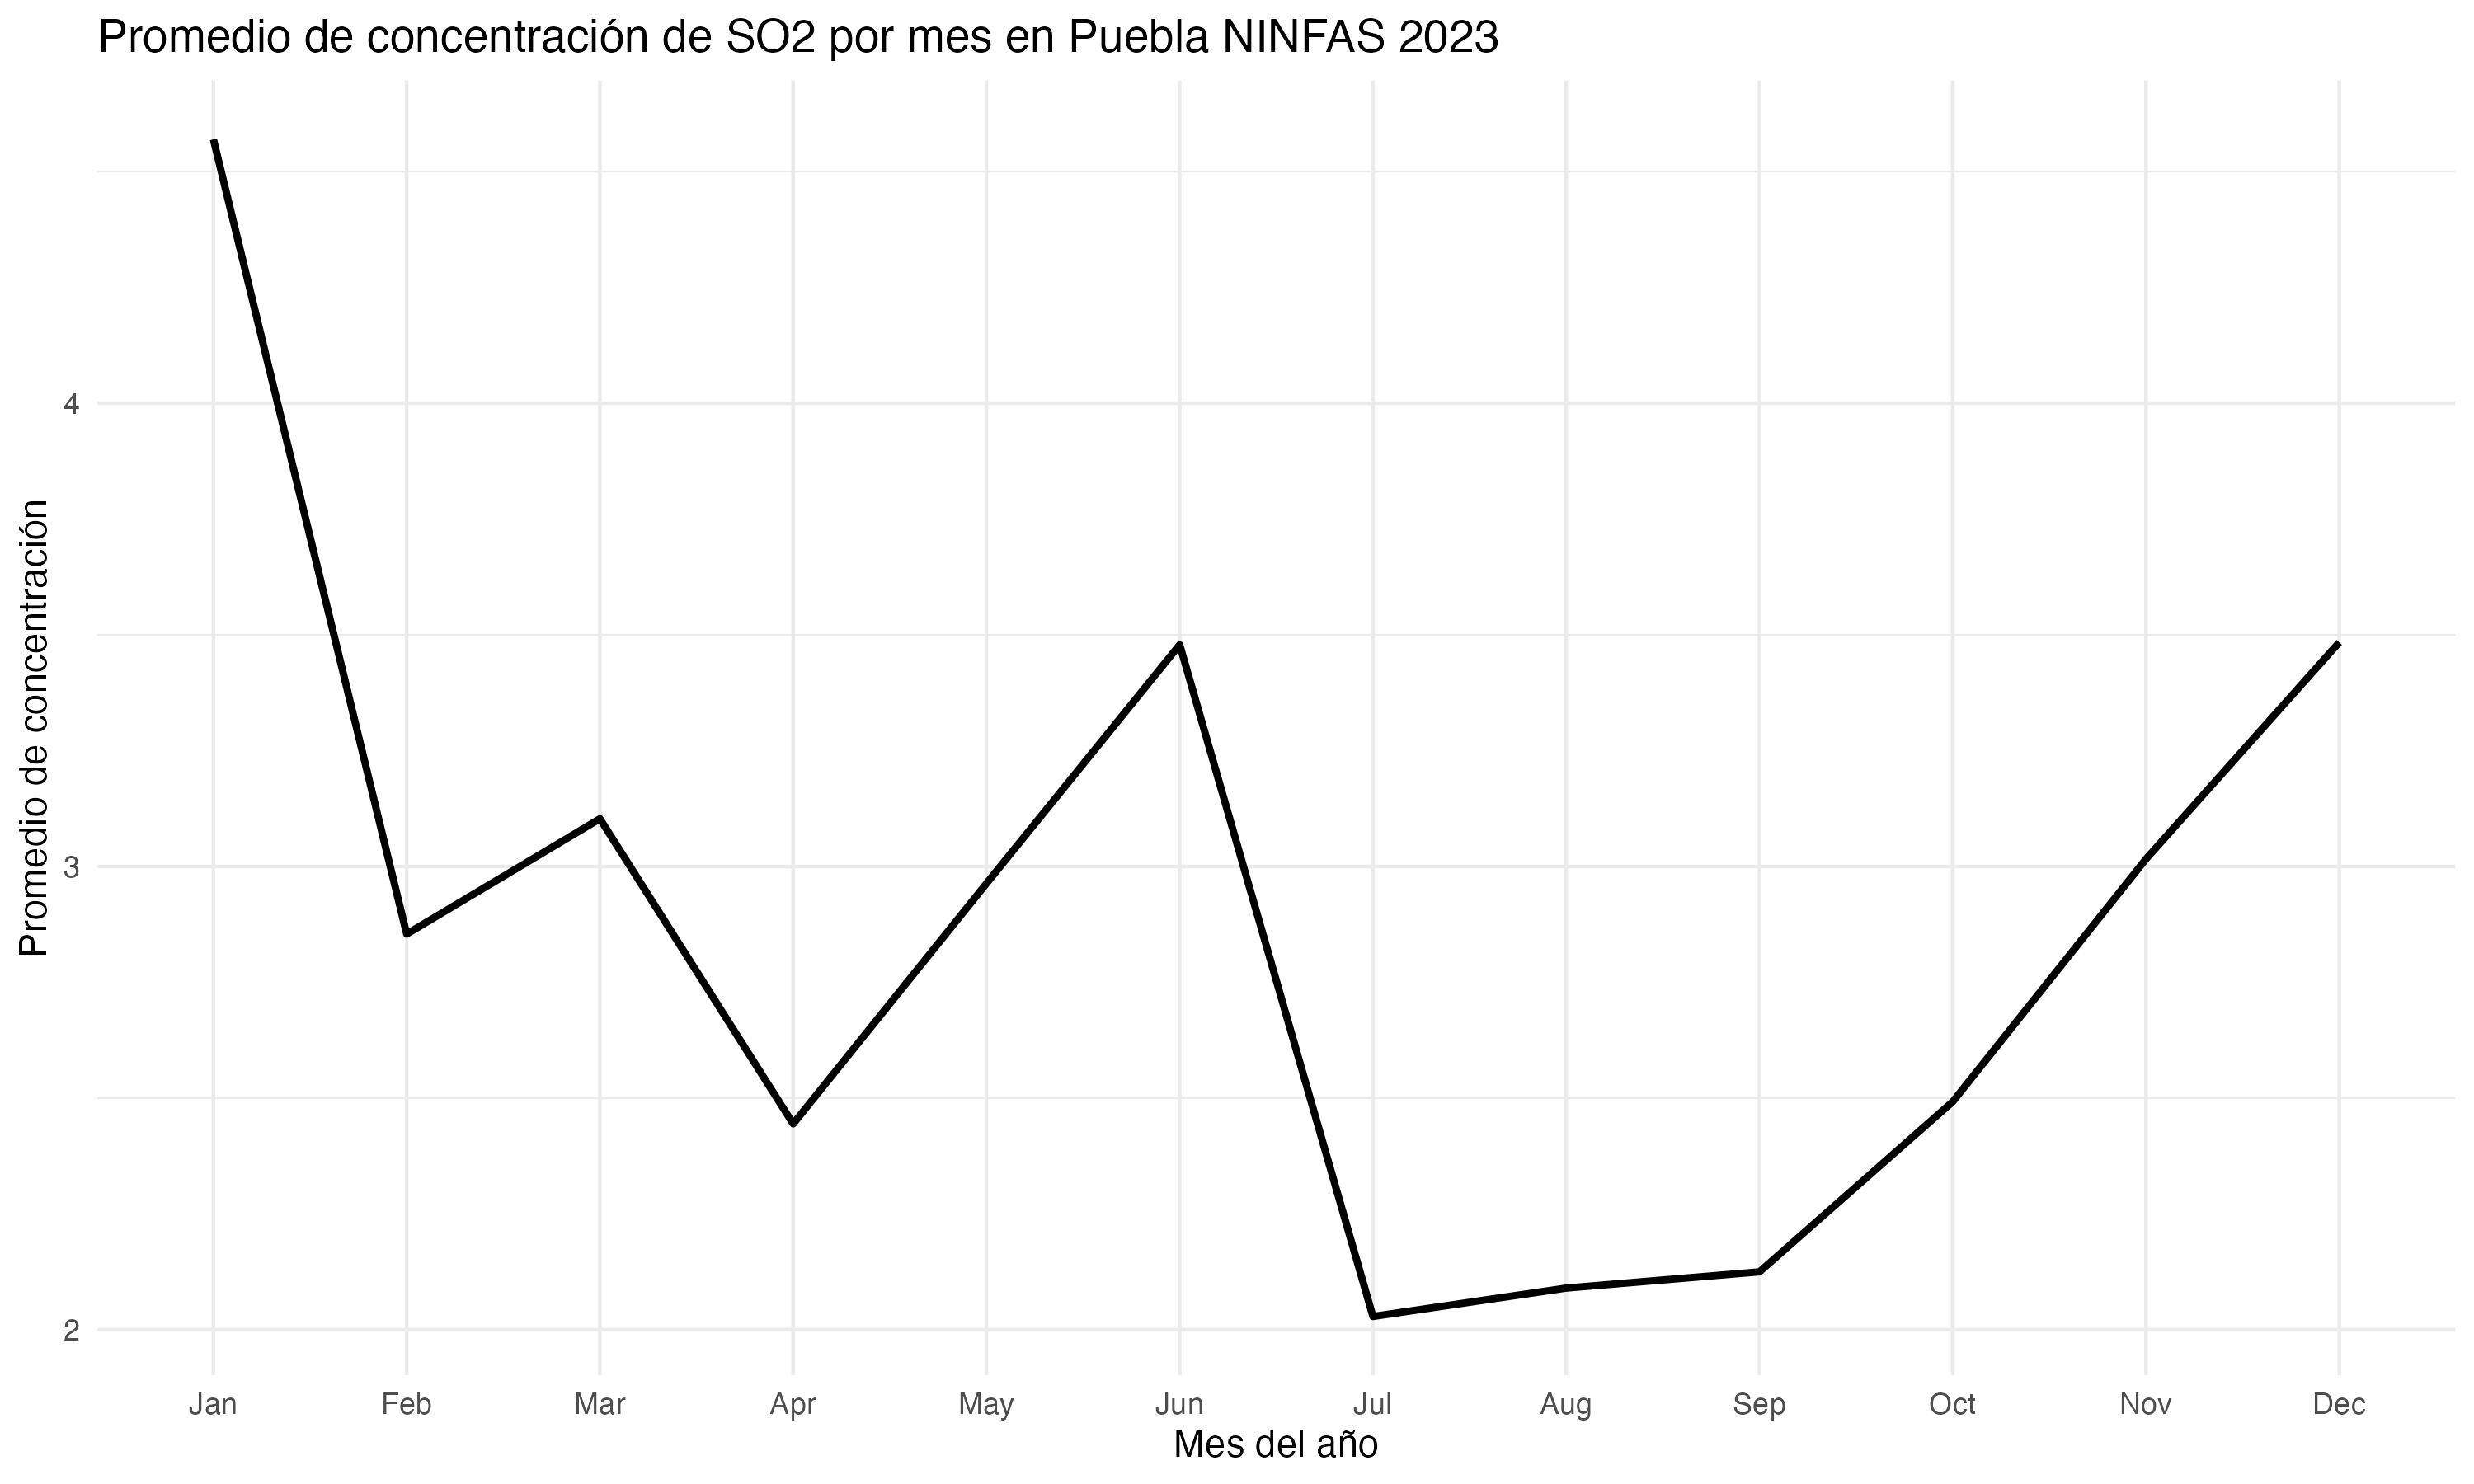 Promedio de concentración de SO2 por mes en Puebla NINFAS 2023
Promedio de concentración
4
3
2
Jan Feb Mar Apr May Jun Jul Aug Sep Oct Nov Dec
Mes del año